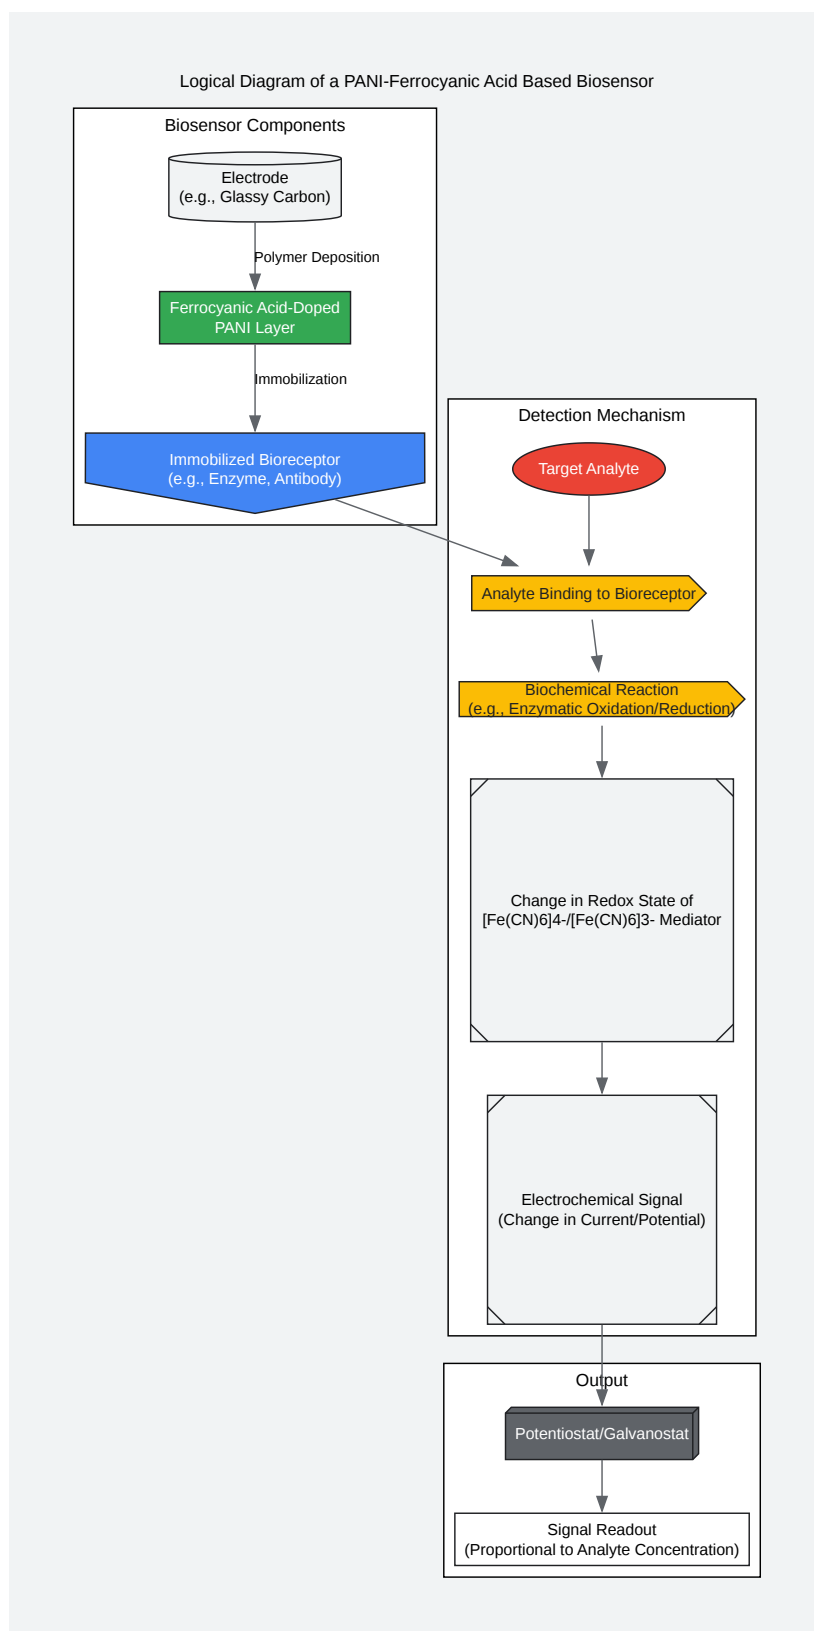 Logical Diagram of a PANI-Ferrocyanic Acid Based Biosensor
Biosensor Components
Electrode
(e.g., Glassy Carbon)
Polymer Deposition
Ferrocyanic Acid-Doped
PANI Layer
Immobilization
Immobilized Bioreceptor
(e.g., Enzyme, Antibody)
Detection Mechanism
Target Analyte
Analyte Binding to Bioreceptor
Biochemical Reaction
(e.g., Enzymatic Oxidation/Reduction)
Change in Redox State of
[Fe(CN)6]4-/[Fe(CN)6]3- Mediator
Electrochemical Signal
(Change in Current/Potential)
Output
Potentiostat/Galvanostat
Signal Readout
(Proportional to Analyte Concentration)